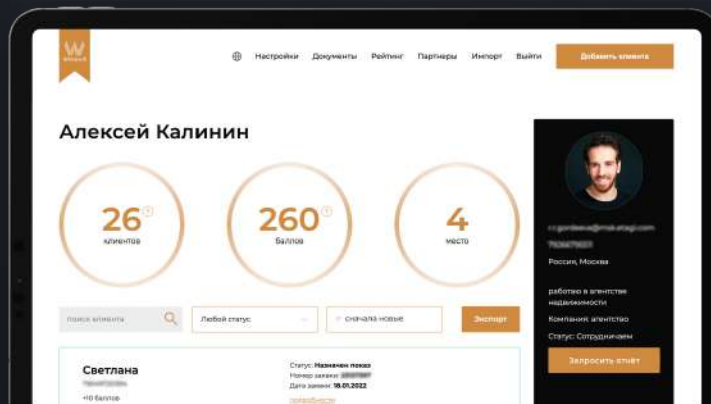 W
Настройки Документы Рейтинг Партнеры Импорт Выйти Добавить клиента
Алексей Калинин
26
клиентов
260
баллов
4
место
Россия, Москва
работаю в агентстве
недвижимости
Компания: агентство
Статус: Сотрудничаем
Запросить отчёт
поиск клиента Любой статус сначала новые Экспорт
Светлана
+10 баллов
Статус: Назначен показ
Номер заявки:
Дата заявки: 18.01.2022
подробности